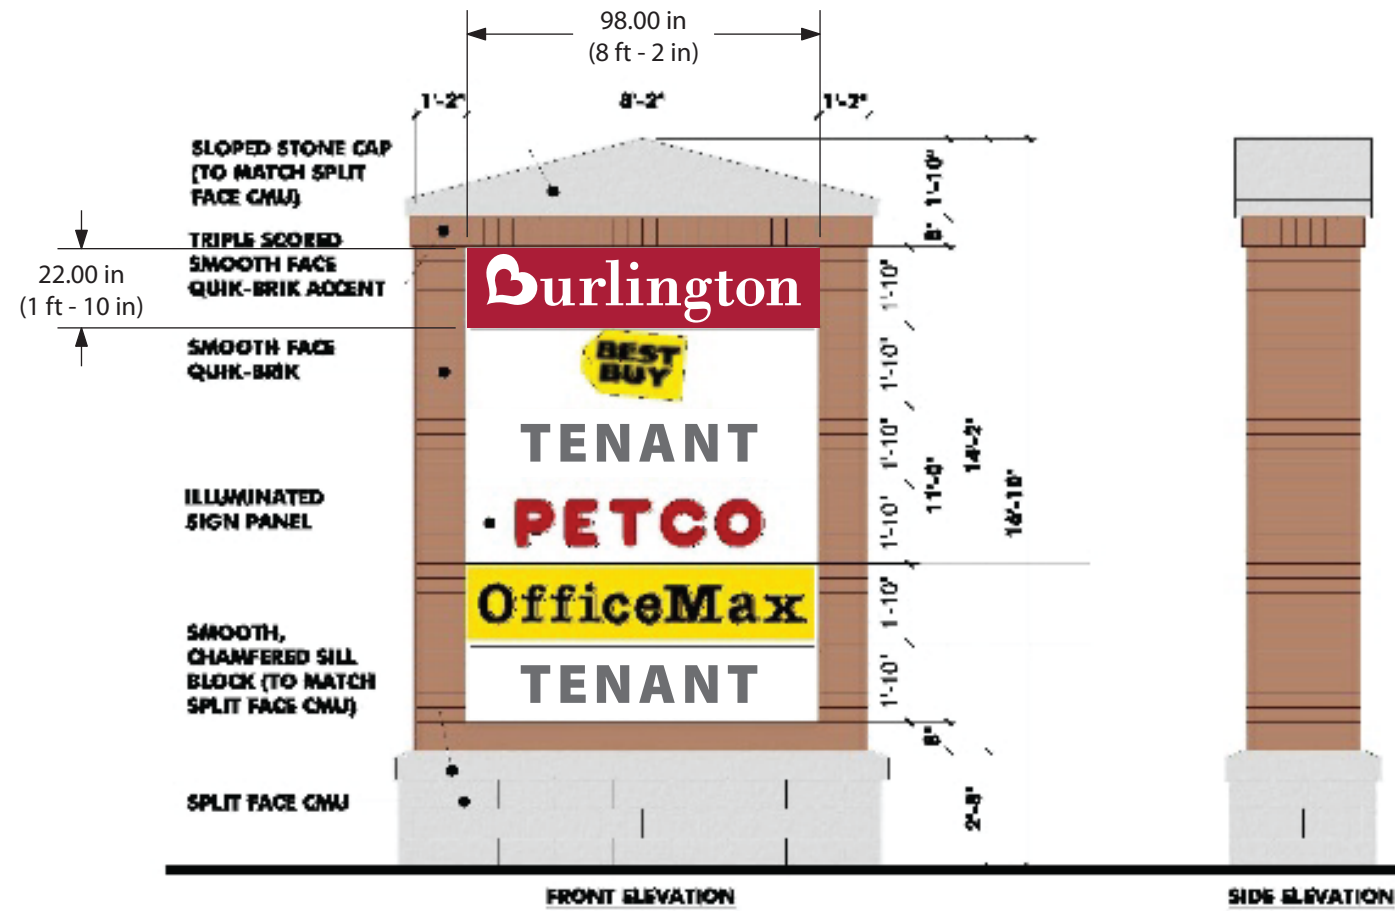 98.00 in
(8 ft - 2 in)
1'-2"
8'-2"
1'-2"
SLOPED STONE CAP
(TO MATCH SPLIT
FACE CMU)
1'-10"
8"
TRIPLE SCORED
SMOOTH FACE
QUIK-BRIK ACCENT
22.00 in
(1 ft - 10 in)
Burlington
1'-10"
SMOOTH FACE
QUIK-BRIK
BEST
BUY
1'-10"
TENANT
1'-10"
14'-2"
11'-0"
16'-10"
ILLUMINATED
SIGN PANEL
PETCO
1'-10"
OfficeMax
1'-10"
SMOOTH,
CHAMFERED SILL
BLOCK (TO MATCH
SPLIT FACE CMU)
TENANT
1'-10"
8"
SPLIT FACE CMU
2'-8"
FRONT ELEVATION
SIDE ELEVATION